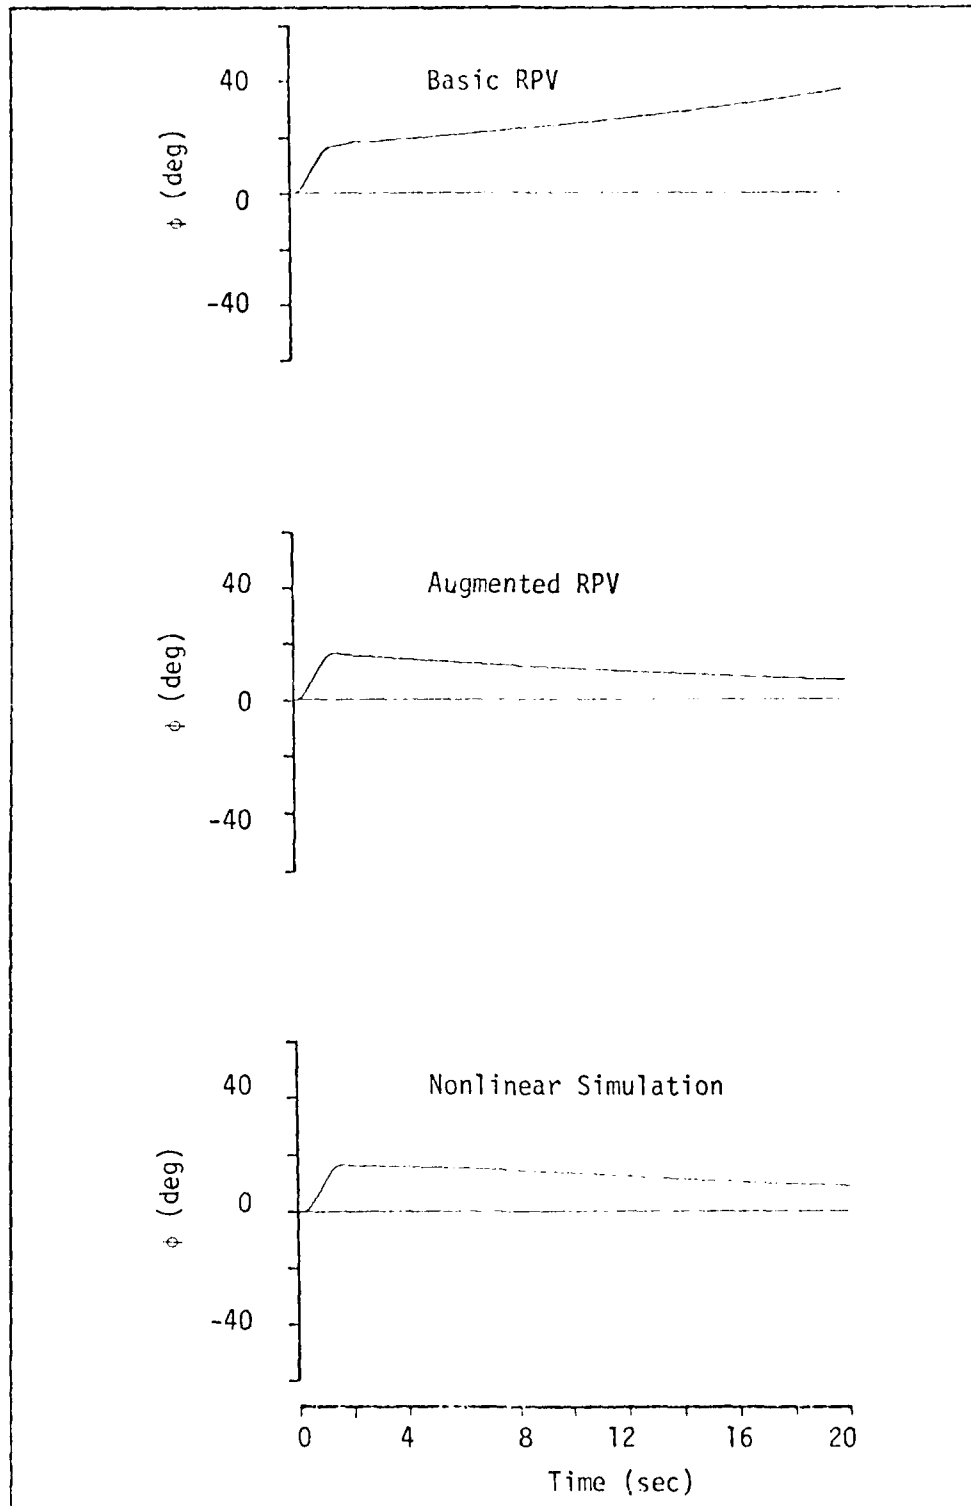 Basic RPV
40
0
-40
ϕ (deg)
Augmented RPV
40
0
-40
ϕ (deg)
Nonlinear Simulation
40
0
-40
ϕ (deg)
0 4 8 12 16 20
Time (sec)